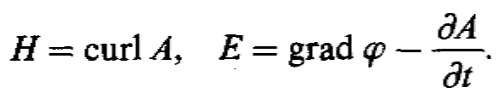 H = curl A, E = grad φ − ∂A/∂t.